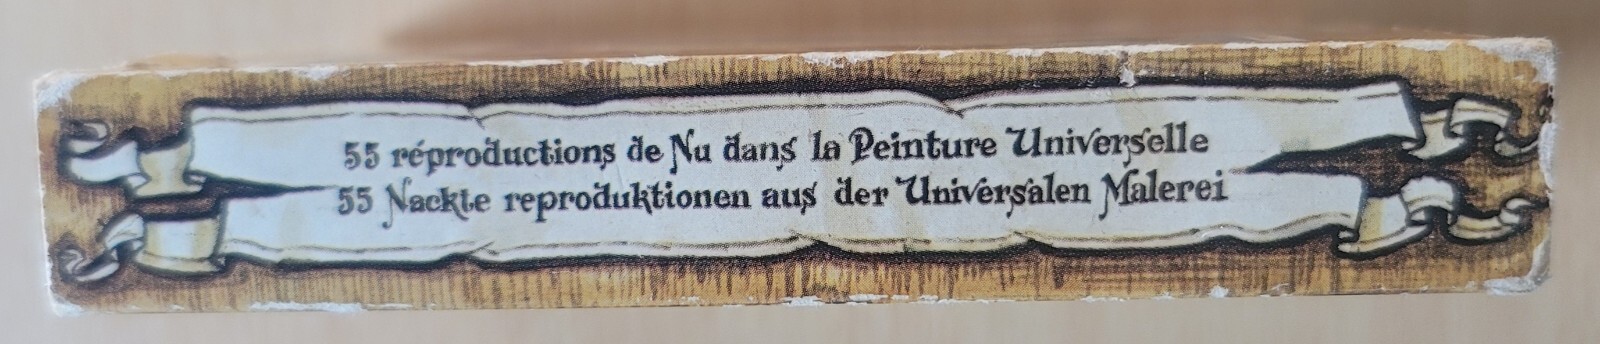 55 réproductions de Nu dans la Peinture Universelle
55 Nackte reproduktionen aus der Universalen Malerei